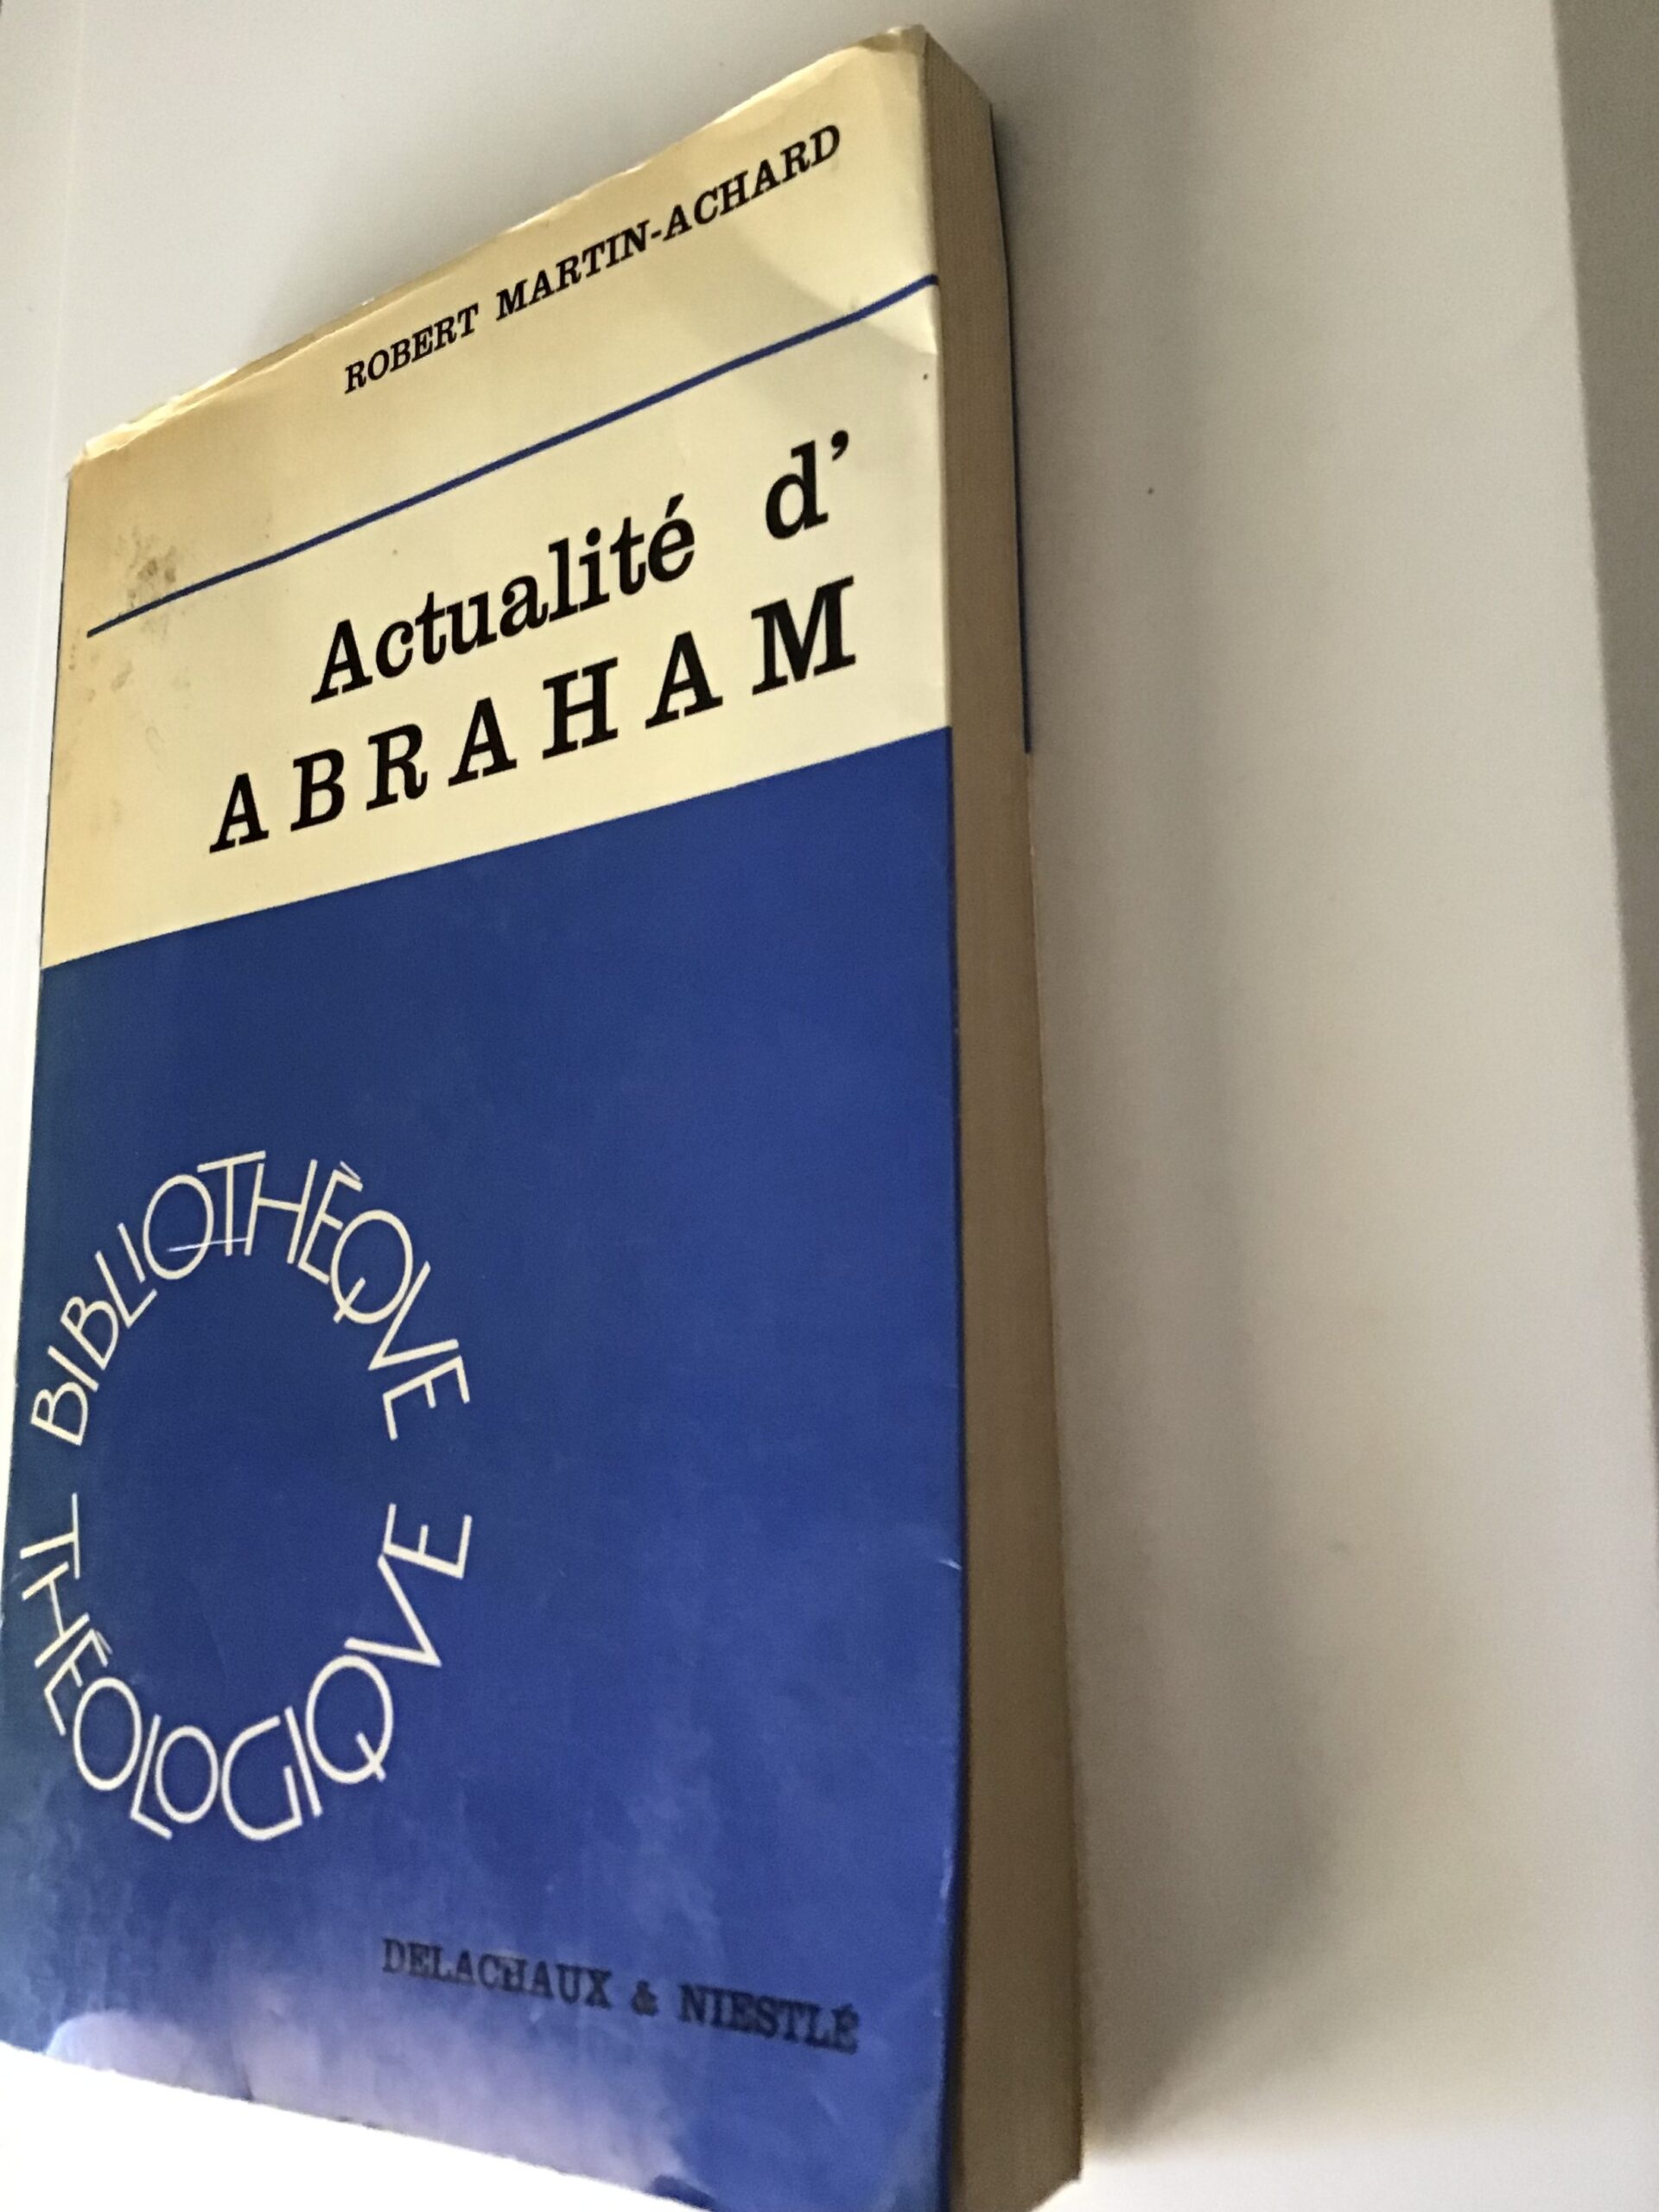 ROBERT MARTIN-ACHARD
Actualité d'
ABRAHAM
BIBLIOTHÈQVE
THÉOLOGIQVE
DELACHAUX & NIESTLÉ